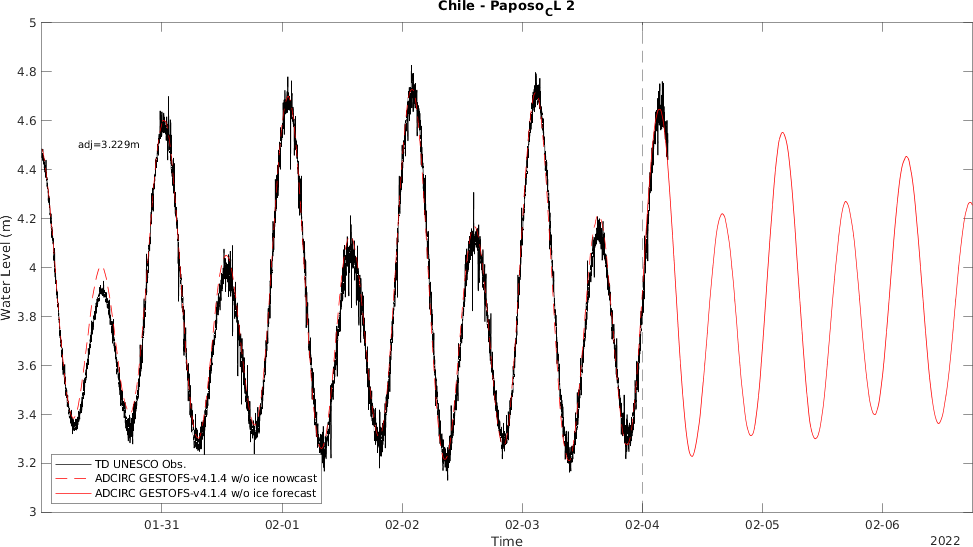 Chile - Paposo_CL 2
5
4.8
4.6
4.4
4.2
4
3.8
3.6
3.4
3.2
3
Water Level (m)
adj=3.229m
TD UNESCO Obs.
ADCIRC GESTOFS-v4.1.4 w/o ice nowcast
ADCIRC GESTOFS-v4.1.4 w/o ice forecast
01-31 02-01 02-02 02-03 02-04 02-05 02-06
Time
2022